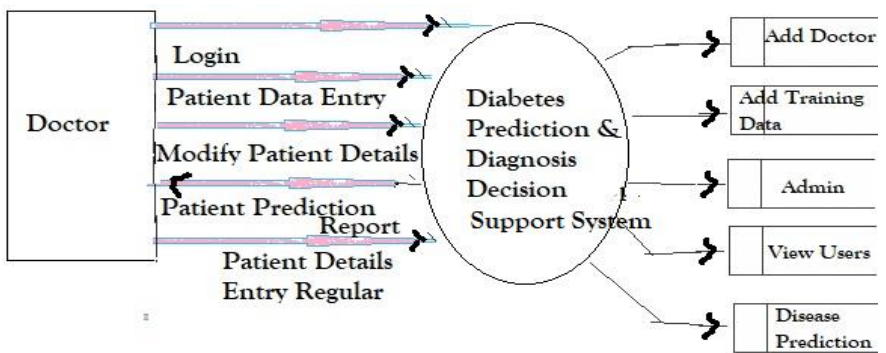 Doctor
Login
Patient Data Entry
Modify Patient Details
Patient Prediction
Report
Patient Details
Entry Regular
Diabetes
Prediction &
Diagnosis
Decision
Support System
Add Doctor
Add Training
Data
Admin
View Users
Disease
Prediction